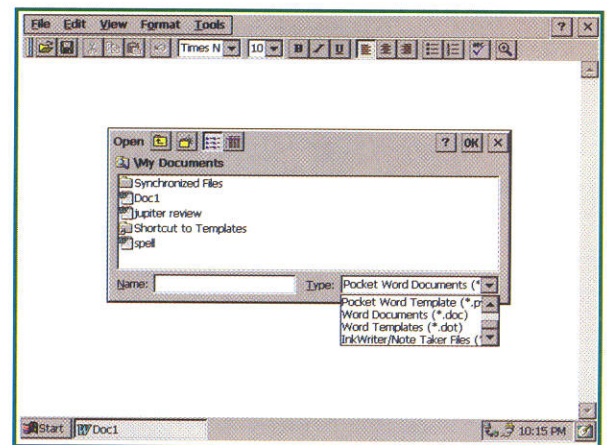 File Edit View Format Tools ? ×
Times N 10 B I U
Open ? OK ×
\My Documents
Synchronized Files
Doc1
jupiter review
Shortcut to Templates
spell
Name: Type: Pocket Word Documents (*
Pocket Word Template (*.p
Word Documents (*.doc)
Word Templates (*.dot)
InkWriter/Note Taker Files (*
Start Doc1 10:15 PM